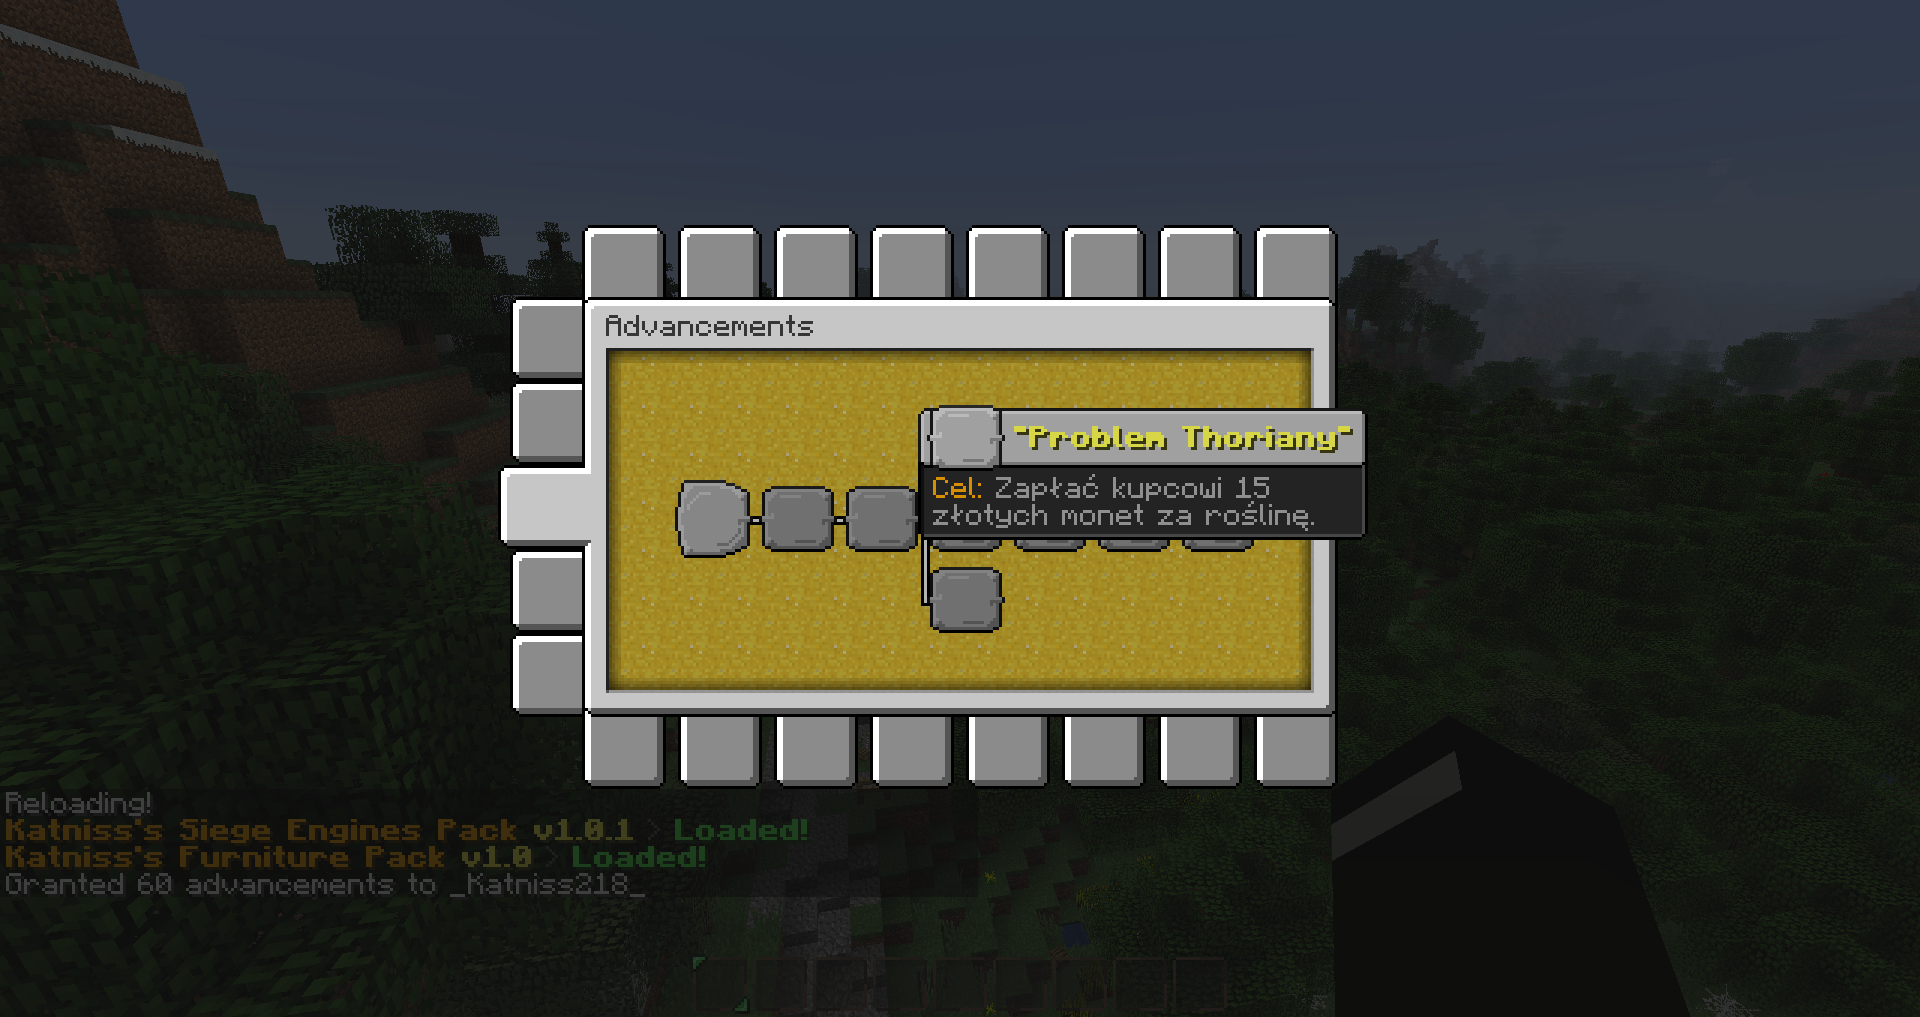 Advancements
"Problem Thoriany"
Cel: Zapłać kupcowi 15
złotych monet za roślinę.
Reloading!
Katniss's Siege Engines Pack v1.0.1 > Loaded!
Katniss's Furniture Pack v1.0 > Loaded!
Granted 60 advancements to _Katniss218_